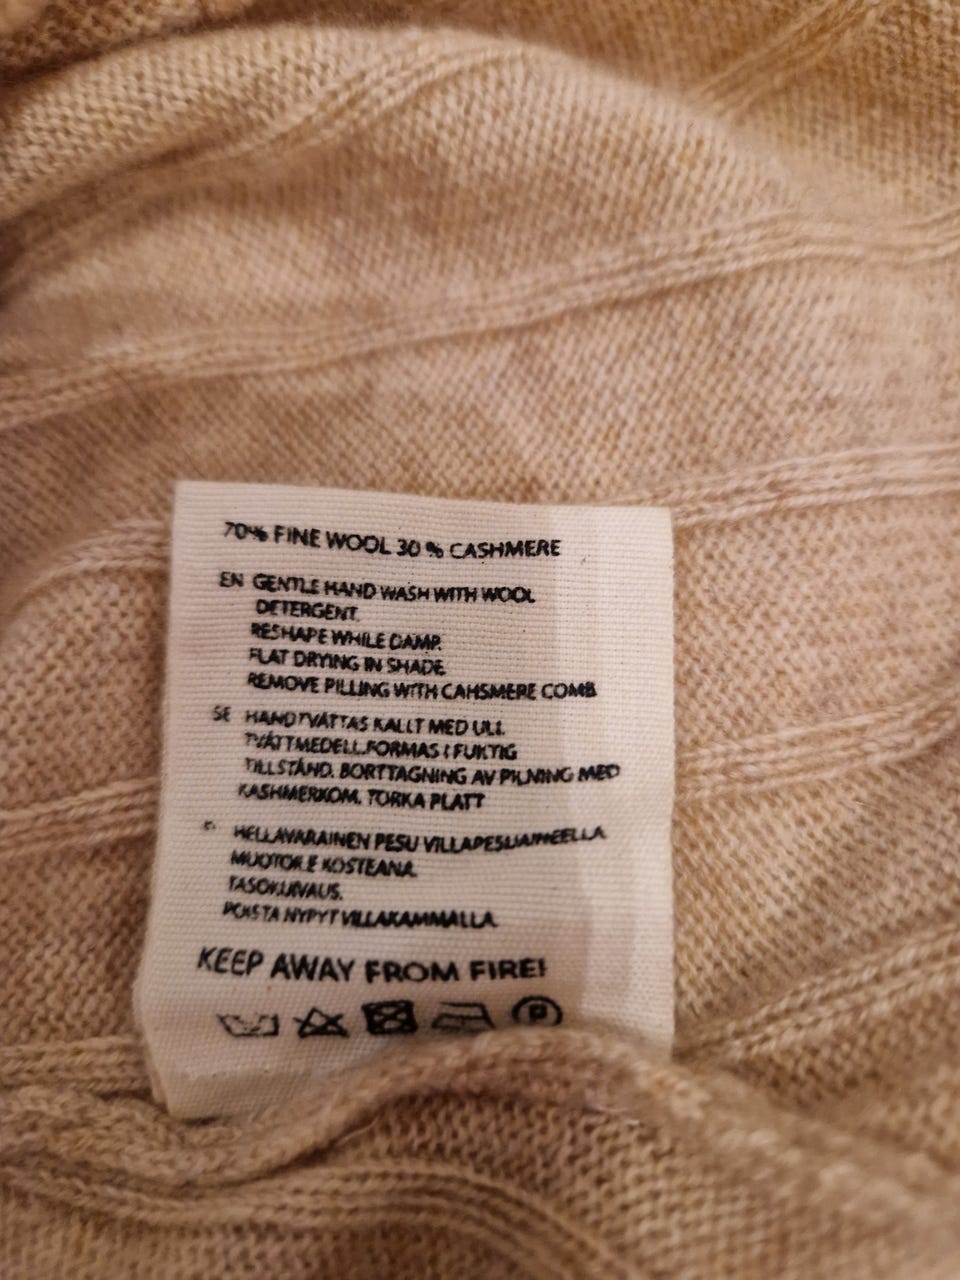 70% FINE WOOL 30 % CASHMERE
EN GENTLE HAND WASH WITH WOOL
DETERGENT.
RESHAPE WHILE DAMP.
FLAT DRYING IN SHADE
REMOVE PILLING WITH CAHSMERE COMB
SE HANDTVÄTTAS KALLT MED ULL
TVÄTTMEDELL.FORMAS I FUKTIG
TILLSTÅND. BORTTAGNING AV PILNING MED
KASHMERKOM. TORKA PLATT
HELLAVARAINEN PESU VILLAPESUAINEELLA
MUOTOILE KOSTEANA.
TASOKUIVAUS.
POISTA NYPYT VILLAKAMMALLA.
KEEP AWAY FROM FIRE!
P